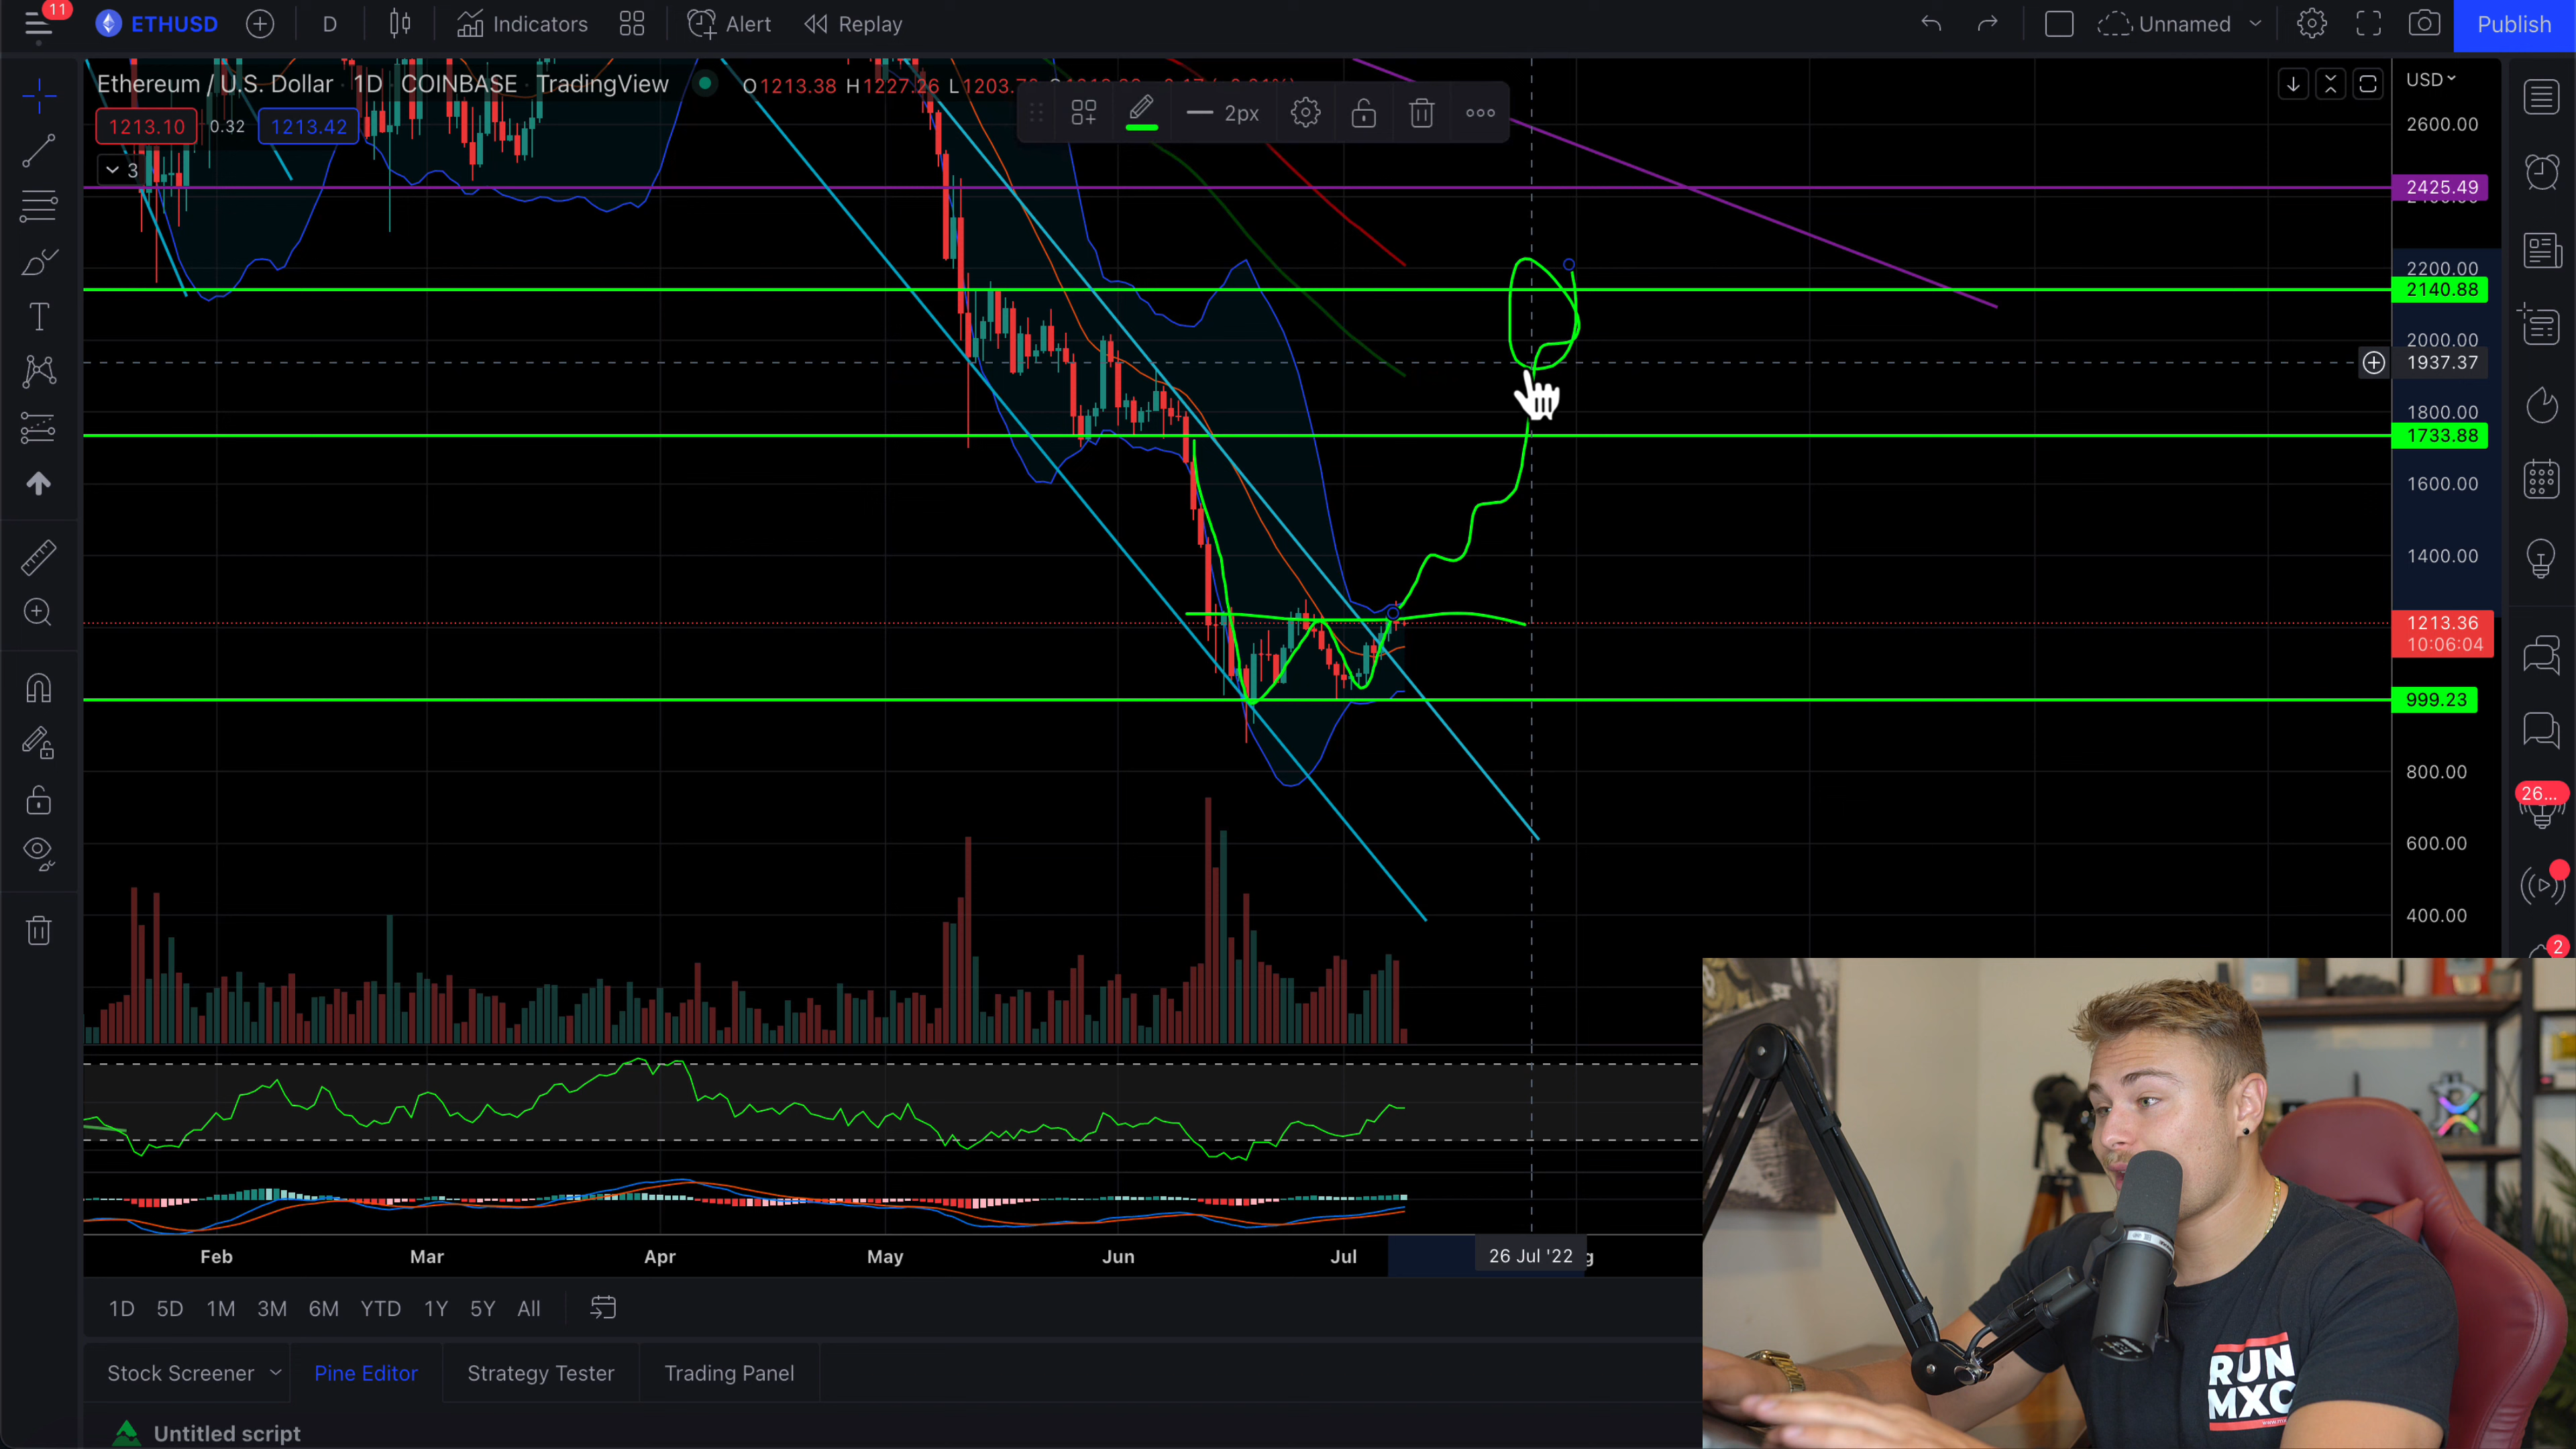 11
ETHUSD
D
Indicators
Alert
Replay
Unnamed
Publish
Ethereum / U.S. Dollar · 1D · COINBASE · TradingView
O1213.38 H1227.26 L1203.
1213.10
0.32
1213.42
3
2px
USD
2600.00
2425.49
2200.00
2140.88
2000.00
1937.37
1800.00
1733.88
1600.00
1400.00
1213.36
10:06:04
999.23
800.00
600.00
400.00
26...
2
Feb
Mar
Apr
May
Jun
Jul
26 Jul '22
1D
5D
1M
3M
6M
YTD
1Y
5Y
All
Stock Screener
Pine Editor
Strategy Tester
Trading Panel
Untitled script
RUN
MXC